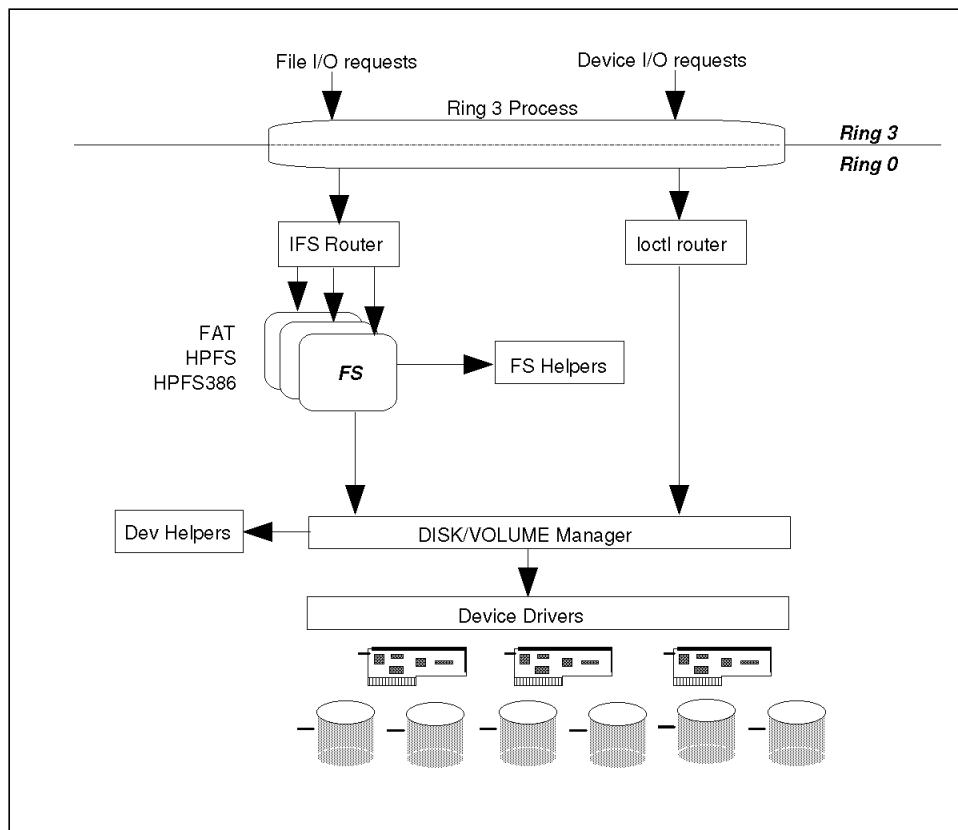 File I/O requests
Device I/O requests
Ring 3 Process
Ring 3
Ring 0
IFS Router
Ioctl router
FAT
HPFS
HPFS386
FS
FS Helpers
Dev Helpers
DISK/VOLUME Manager
Device Drivers